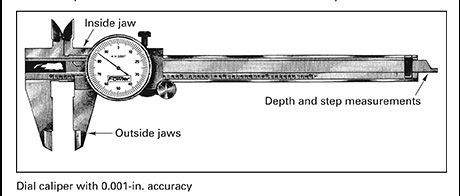 Inside jaw
Depth and step measurements
Outside jaws
Dial caliper with 0.001-in. accuracy